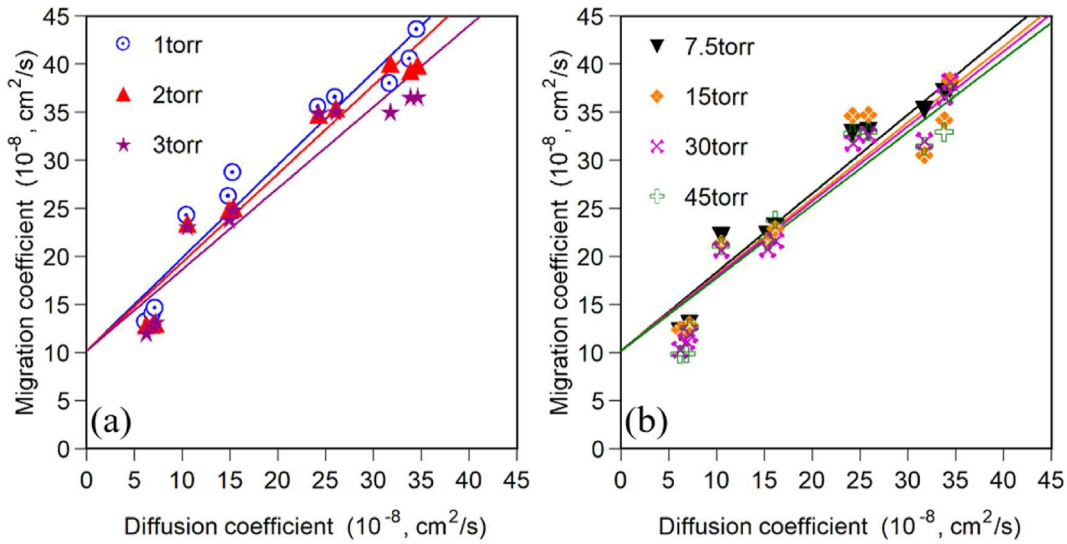 45
40
35
30
25
20
15
10
5
0
Migration coefficient (10⁻⁸, cm²/s)
1torr
2torr
3torr
(a)
0 5 10 15 20 25 30 35 40 45
Diffusion coefficient (10⁻⁸, cm²/s)
45
40
35
30
25
20
15
10
5
0
Migration coefficient (10⁻⁸, cm²/s)
7.5torr
15torr
30torr
45torr
(b)
0 5 10 15 20 25 30 35 40 45
Diffusion coefficient (10⁻⁸, cm²/s)